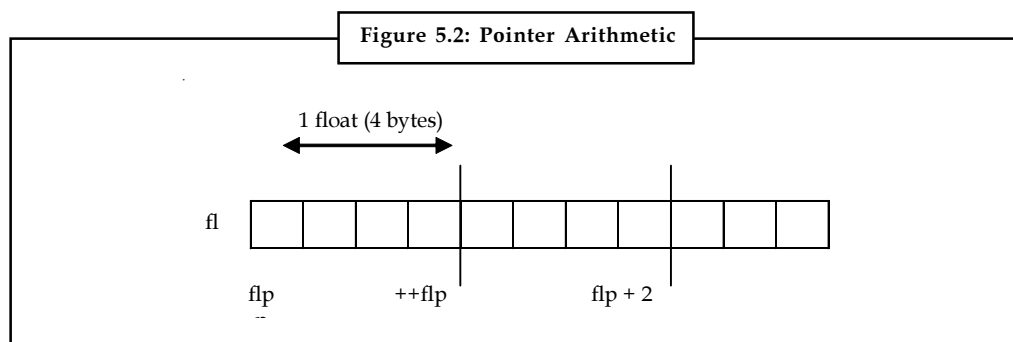 Figure 5.2: Pointer Arithmetic
1 float (4 bytes)
fl
flp ++flp flp + 2